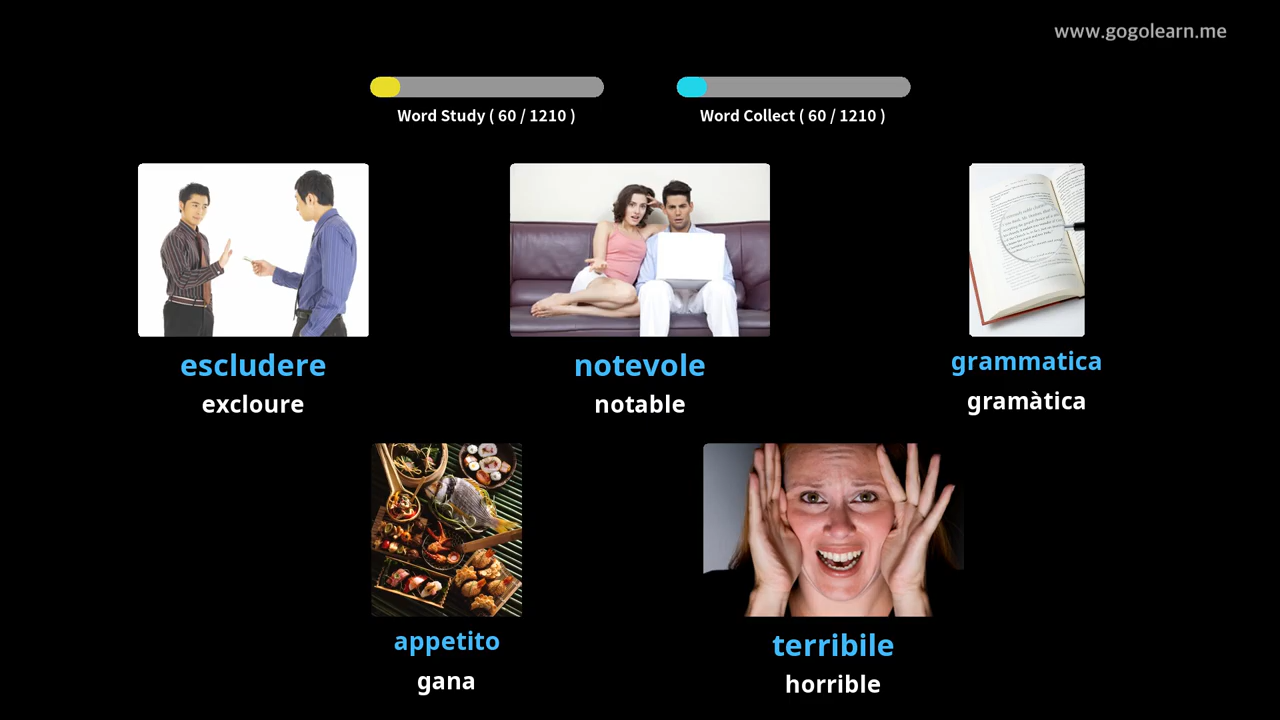 www.gogolearn.me
Word Study ( 60 / 1210 )
Word Collect ( 60 / 1210 )
escludere
excloure
notevole
notable
grammatica
gramàtica
appetito
gana
terribile
horrible